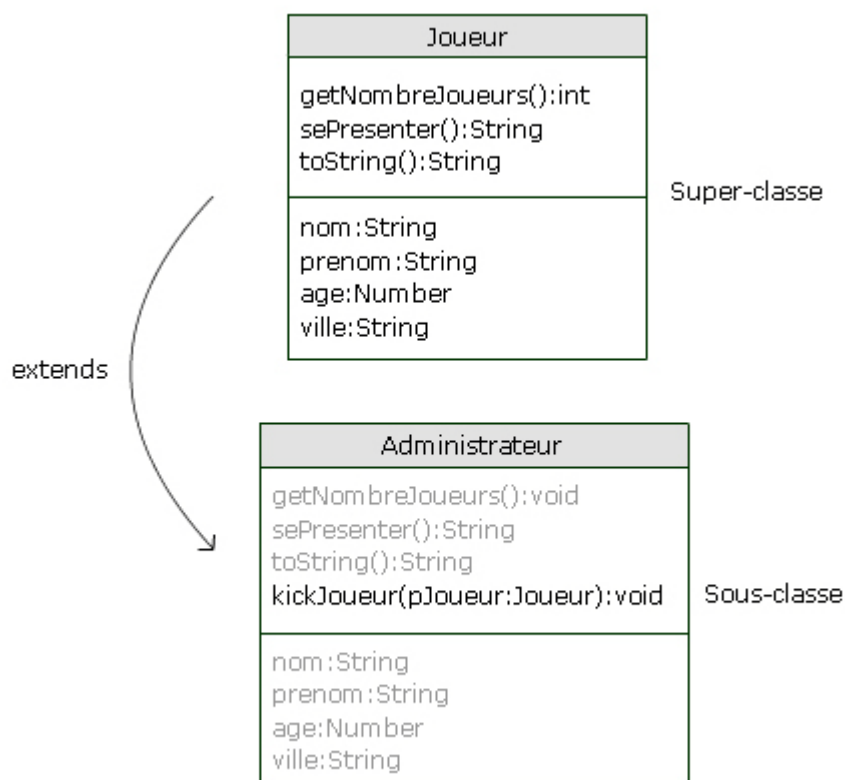 Joueur
getNombreJoueurs():int
sePresenter():String
toString():String
Super-classe
nom:String
prenom:String
age:Number
ville:String
extends
Administrateur
getNombreJoueurs():void
sePresenter():String
toString():String
kickJoueur(pJoueur:Joueur):void
Sous-classe
nom:String
prenom:String
age:Number
ville:String